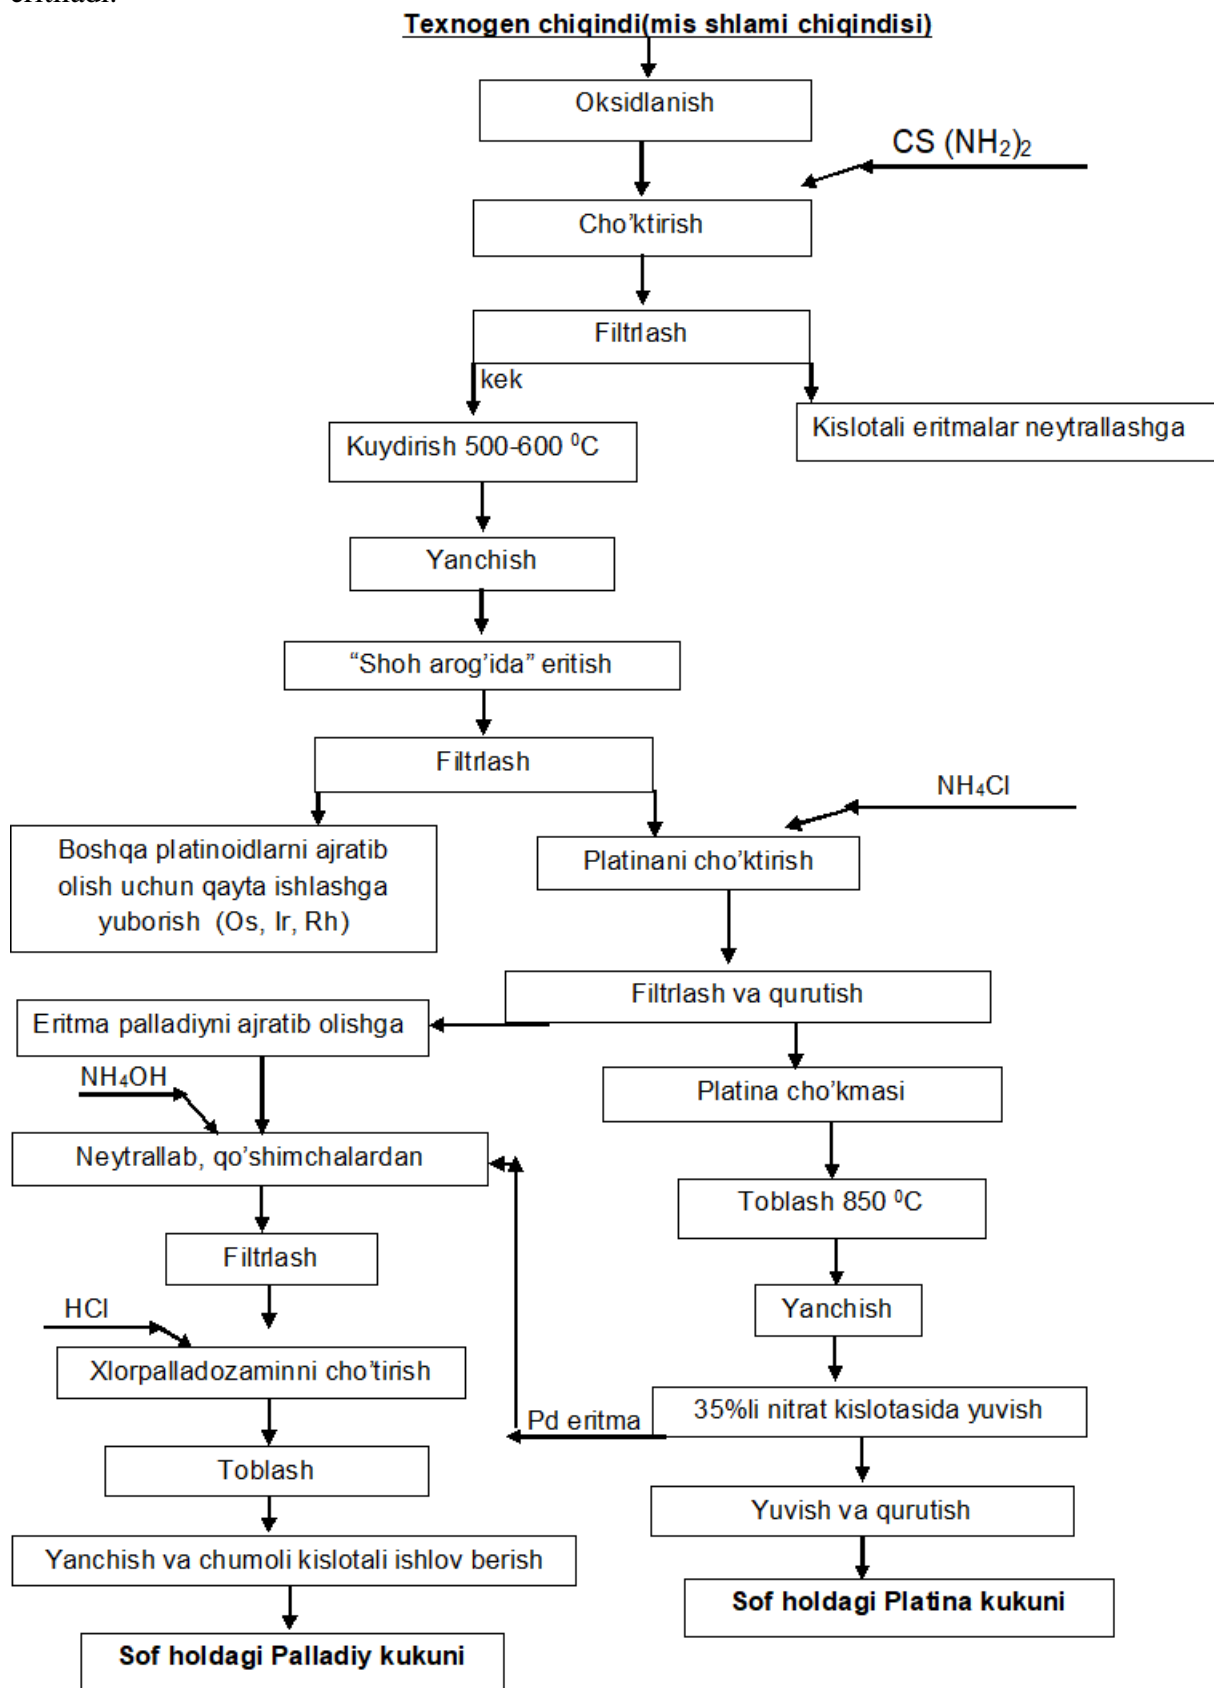 Texnogen chiqindi(mis shlami chiqindisi)
Oksidlanish
CS (NH₂)₂
Cho’ktirish
Filtrlash
kek
Kislotali eritmalar neytrallashga
Kuydirish 500-600 ⁰C
Yanchish
“Shoh arog’ida” eritish
Filtrlash
NH₄Cl
Boshqa platinoidlarni ajratib
olish uchun qayta ishlashga
yuborish (Os, Ir, Rh)
Platinani cho’ktirish
Filtrlash va qurutish
Eritma palladiyni ajratib olishga
NH₄OH
Platina cho’kmasi
Neytrallab, qo’shimchalardan
Toblash 850 ⁰C
Filtrlash
Yanchish
HCl
Xlorpalladozaminni cho’tirish
35%li nitrat kislotasida yuvish
Pd eritma
Toblash
Yuvish va qurutish
Yanchish va chumoli kislotali ishlov berish
Sof holdagi Platina kukuni
Sof holdagi Palladiy kukuni